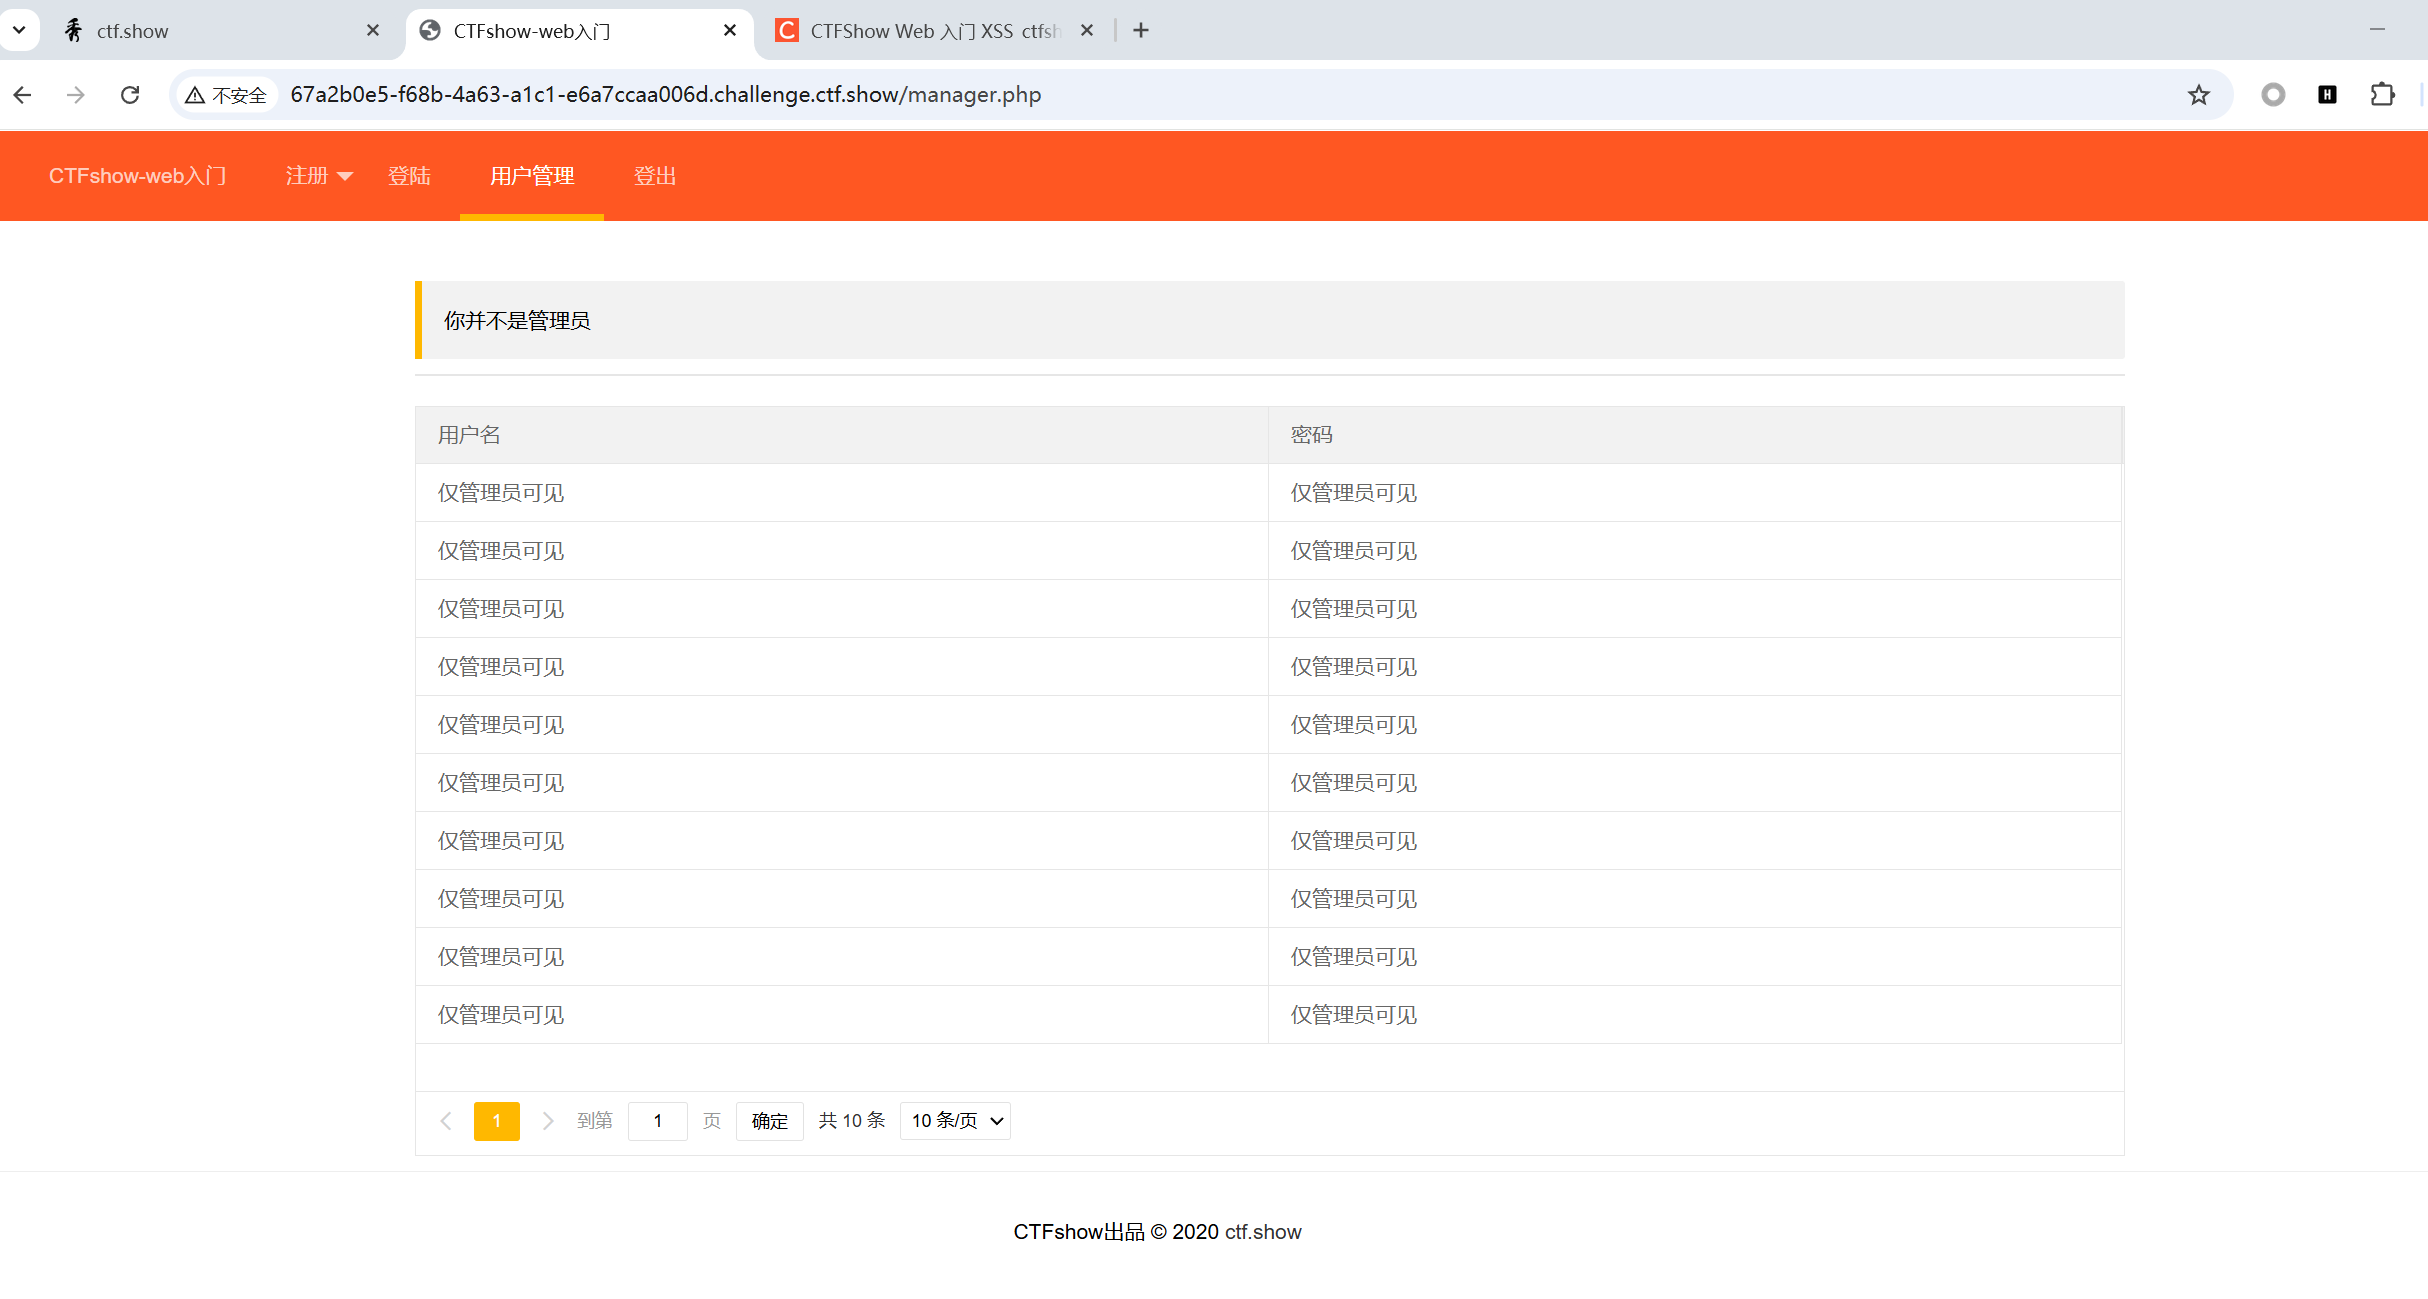 ctf.show
CTFshow-web入门
CTFShow Web 入门 XSS ctfsh
不安全
67a2b0e5-f68b-4a63-a1c1-e6a7ccaa006d.challenge.ctf.show/manager.php
CTFshow-web入门 注册 登陆 用户管理 登出
你并不是管理员
用户名 密码
仅管理员可见 仅管理员可见
仅管理员可见 仅管理员可见
仅管理员可见 仅管理员可见
仅管理员可见 仅管理员可见
仅管理员可见 仅管理员可见
仅管理员可见 仅管理员可见
仅管理员可见 仅管理员可见
仅管理员可见 仅管理员可见
仅管理员可见 仅管理员可见
仅管理员可见 仅管理员可见
1 到第 1 页 确定 共 10 条 10 条/页
CTFshow出品 © 2020 ctf.show